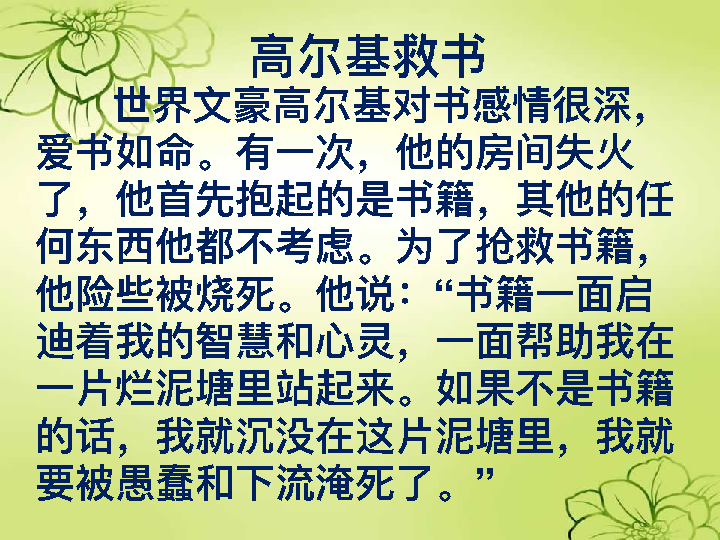 高尔基救书
世界文豪高尔基对书感情很深，
爱书如命。有一次，他的房间失火
了，他首先抱起的是书籍，其他的任
何东西他都不考虑。为了抢救书籍，
他险些被烧死。他说：“书籍一面启
迪着我的智慧和心灵，一面帮助我在
一片烂泥塘里站起来。如果不是书籍
的话，我就沉没在这片泥塘里，我就
要被愚蠢和下流淹死了。”